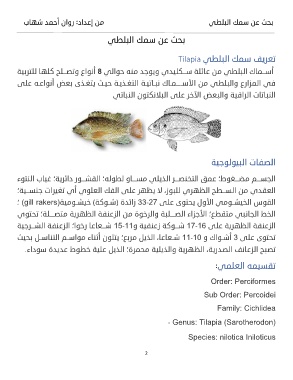 بحث عن سمك البلطي
من إعداد: روان أحمد شهاب
بحث عن سمك البلطي
تعريف سمك البلطي Tilapia
أسماك البلطي من عائلة سكليدي ويوجد منه حوالي 8 أنواع وتصلح كلها للتربية
في المزارع والبلطي من الأسماك نباتية التغذية حيث يتغذى بعض أنواعه على
النباتات الراقية والبعض الآخر على البلانكتون النباتي
الصفات البيولوجية
الجسم مضغوط؛ عمق التخصر الذيلي مساو لطوله؛ القشور دائرية؛ غياب النتوء
العقدي من السطح الظهري للبوز، لا يظهر على الفك العلوي أي تغيرات جنسية؛
القوس الخيشومي الأول يحتوى على 27-33 زائدة (شوكة) خيشومية(gill rakers) ؛
الخط الجانبي متقطع؛ الأجزاء الصلبة والرخوة من الزعنفة الظهرية متصلة؛ تحتوي
الزعنفة الظهرية على 16-17 شوكة زعنفية و11-15 شعاعا رخوا؛ الزعنفة الشرجية
تحتوى على 3 أشواك و 10-11 شعاعا، الذيل مربع؛ يتلون أثناء مواسم التناسل بحيث
تصبح الزعانف الصدرية، الظهرية والذيلية محمرة؛ الذيل علية خطوط عديدة سوداء.
تقسيمه العلمي:
Order: Perciformes
Sub Order: Percoidei
Family: Cichlidea
- Genus: Tilapia (Sarotherodon)
Species: nilotica Iniloticus
2